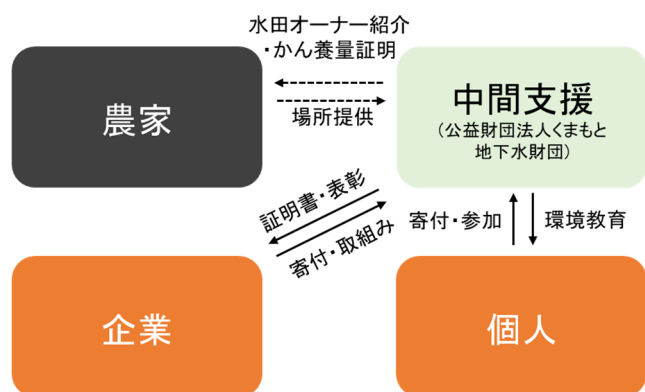 水田オーナー紹介
・かん養量証明
農家
場所提供
中間支援
(公益財団法人くまもと
地下水財団)
証明書・表彰
寄付・取組み
寄付・参加
環境教育
企業
個人